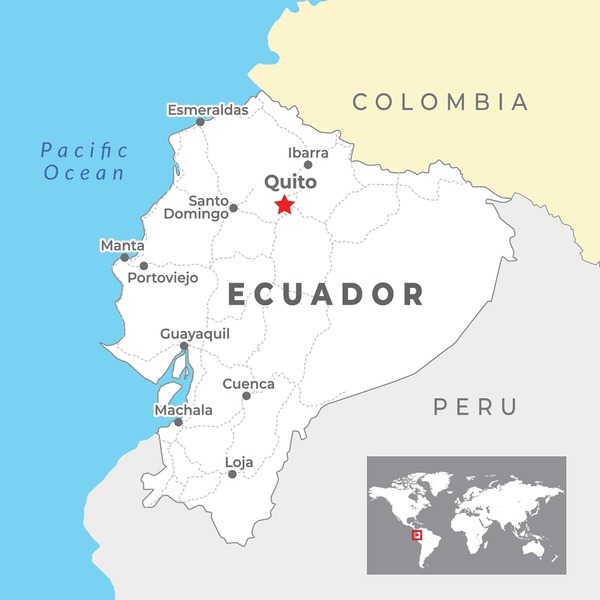 Esmeraldas
COLOMBIA
Pacific
Ocean
Ibarra
Quito
Santo
Domingo
Manta
Portoviejo
ECUADOR
Guayaquil
Cuenca
Machala
PERU
Loja